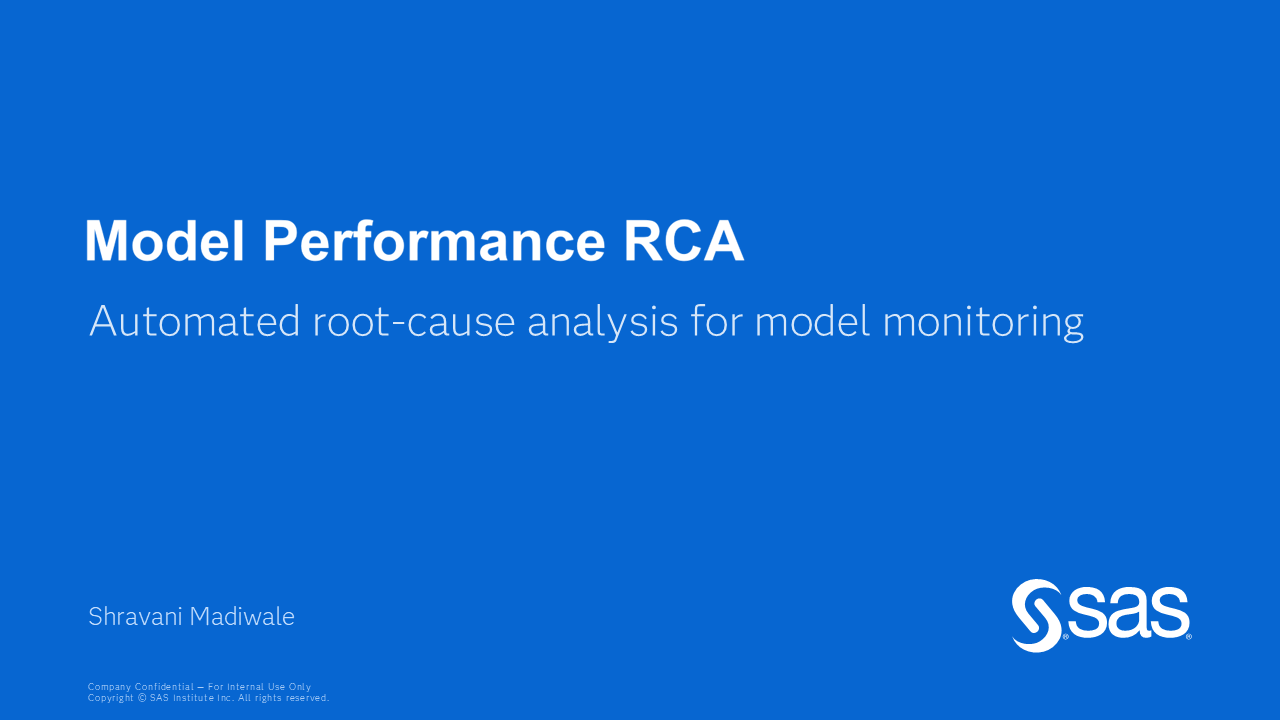 Model Performance RCA
Automated root-cause analysis for model monitoring
Shravani Madiwale
sas
Company Confidential – For Internal Use Only
Copyright © SAS Institute Inc. All rights reserved.